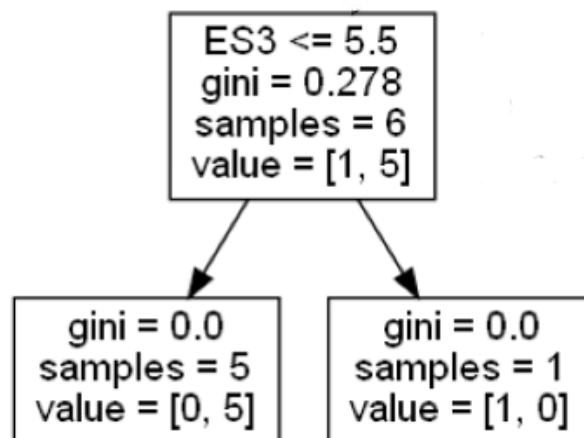 ES3 <= 5.5
gini = 0.278
samples = 6
value = [1, 5]
gini = 0.0
samples = 5
value = [0, 5]
gini = 0.0
samples = 1
value = [1, 0]